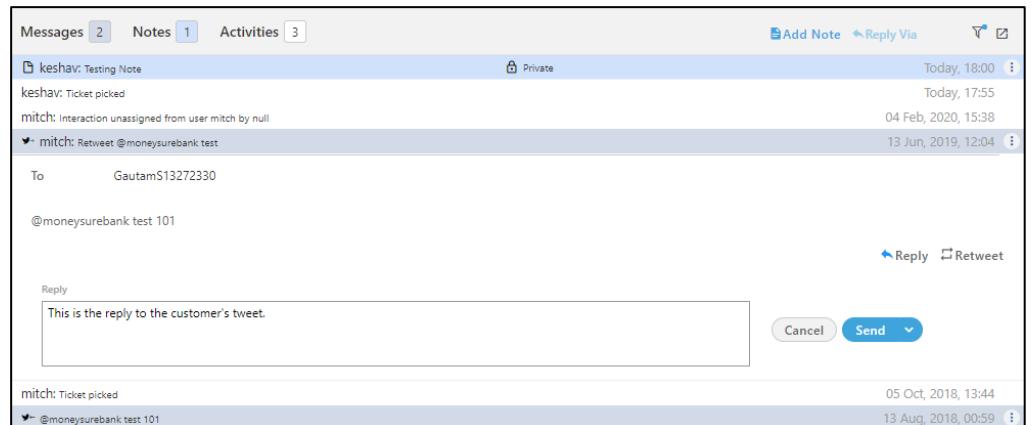 Messages 2 Notes 1 Activities 3 Add Note Reply Via
keshav: Testing Note Private Today, 18:00
keshav: Ticket picked Today, 17:55
mitch: Interaction unassigned from user mitch by null 04 Feb, 2020, 15:38
mitch: Retweet @moneysurebank test 13 Jun, 2019, 12:04
To GautamS13272330
@moneysurebank test 101
Reply Retweet
Reply
This is the reply to the customer's tweet.
Cancel Send
mitch: Ticket picked 05 Oct, 2018, 13:44
@moneysurebank test 101 13 Aug, 2018, 00:59